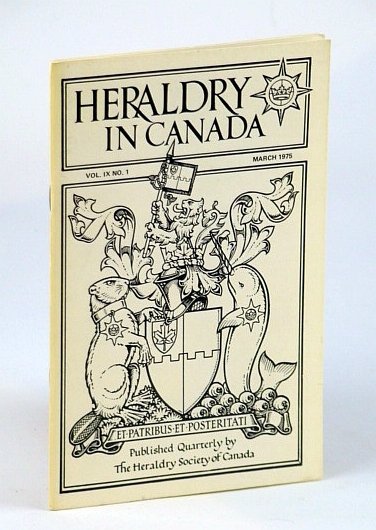 HERALDRY
IN CANADA
VOL. IX NO. 1 MARCH 1975
ET·PATRIBUS·ET·POSTERITATI
Published Quarterly by
The Heraldry Society of Canada